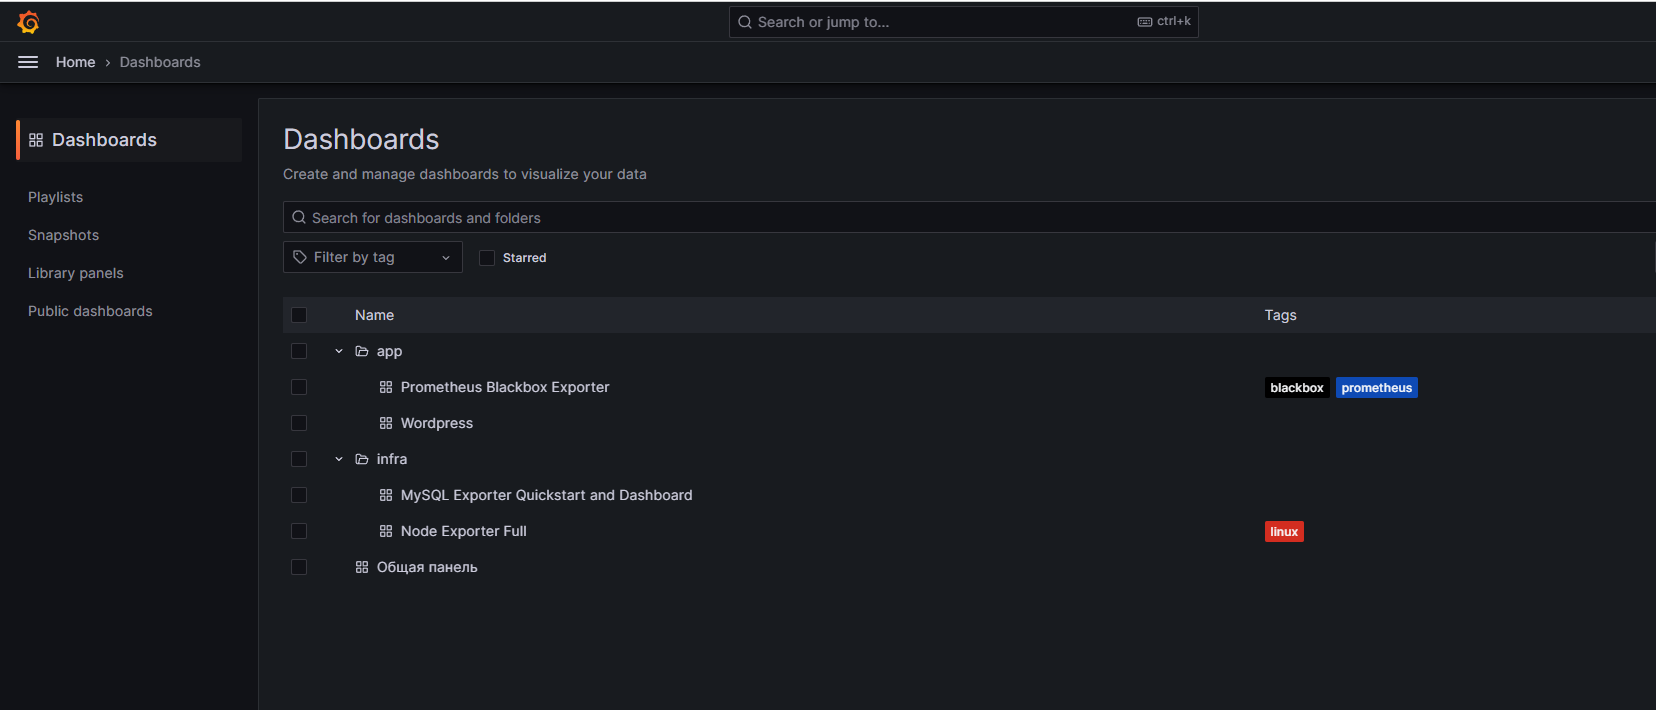 Search or jump to... ctrl+k
Home › Dashboards
Dashboards
Playlists
Snapshots
Library panels
Public dashboards
Dashboards
Create and manage dashboards to visualize your data
Search for dashboards and folders
Filter by tag Starred
Name Tags
app
Prometheus Blackbox Exporter blackbox prometheus
Wordpress
infra
MySQL Exporter Quickstart and Dashboard
Node Exporter Full linux
Общая панель